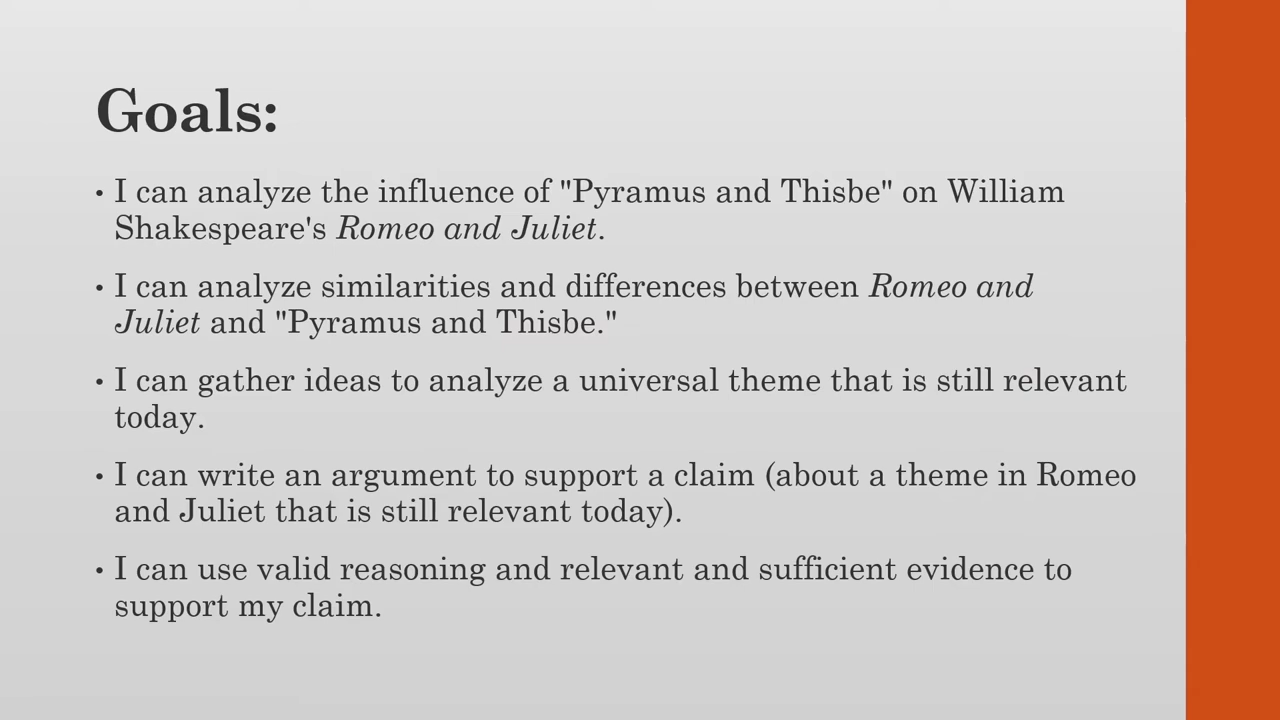 Goals:
• I can analyze the influence of "Pyramus and Thisbe" on William
Shakespeare's Romeo and Juliet.
• I can analyze similarities and differences between Romeo and
Juliet and "Pyramus and Thisbe."
• I can gather ideas to analyze a universal theme that is still relevant
today.
• I can write an argument to support a claim (about a theme in Romeo
and Juliet that is still relevant today).
• I can use valid reasoning and relevant and sufficient evidence to
support my claim.